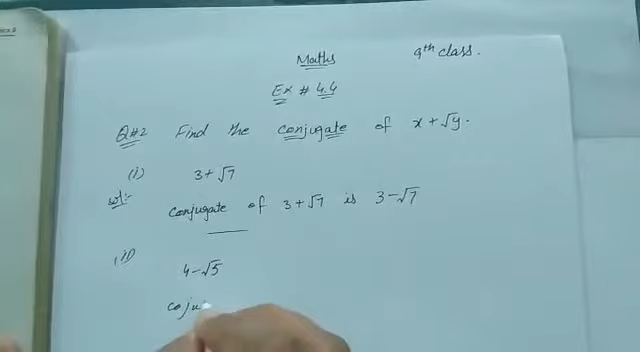 Maths 9th class.
Ex # 4.4
Q#2 Find the conjugate of x + √y.
(i) 3 + √7
sol:- conjugate of 3 + √7 is 3 - √7
(ii) 4 - √5
coju